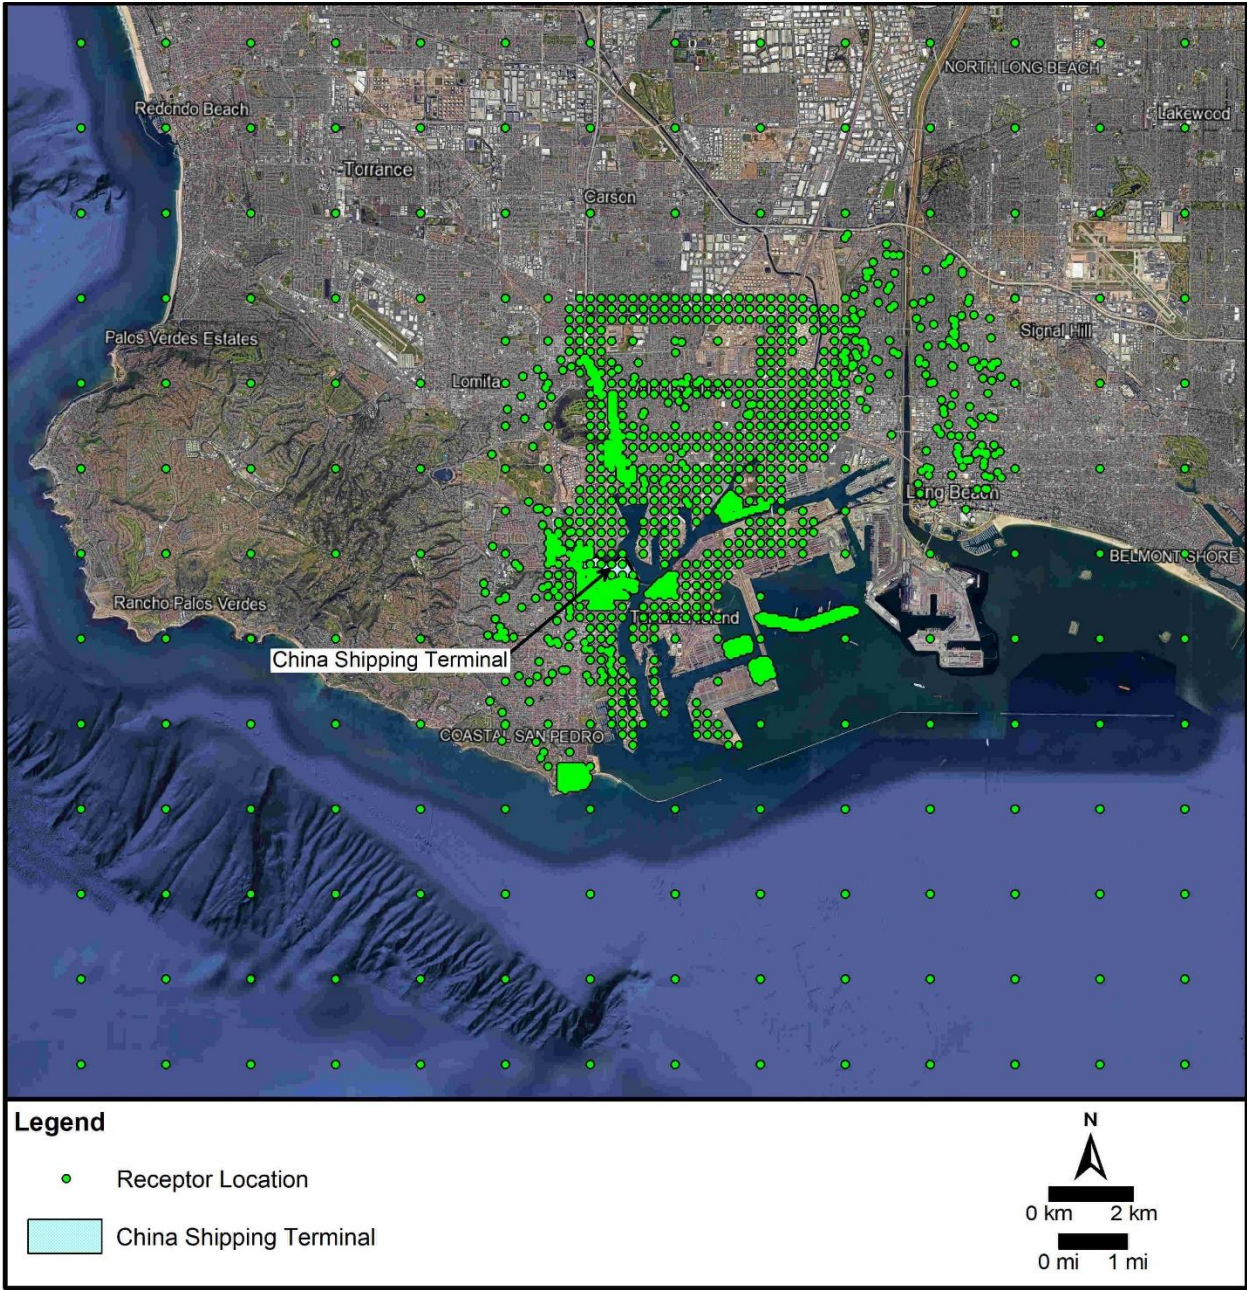 NORTH LONG BEACH
Redondo Beach
Lakewood
Torrance
Carson
Palos Verdes Estates
Signal Hill
Lomita
Long Beach
BELMONT SHORE
Rancho Palos Verdes
China Shipping Terminal
COASTAL SAN PEDRO
Legend
Receptor Location
China Shipping Terminal
N
0 km 2 km
0 mi 1 mi